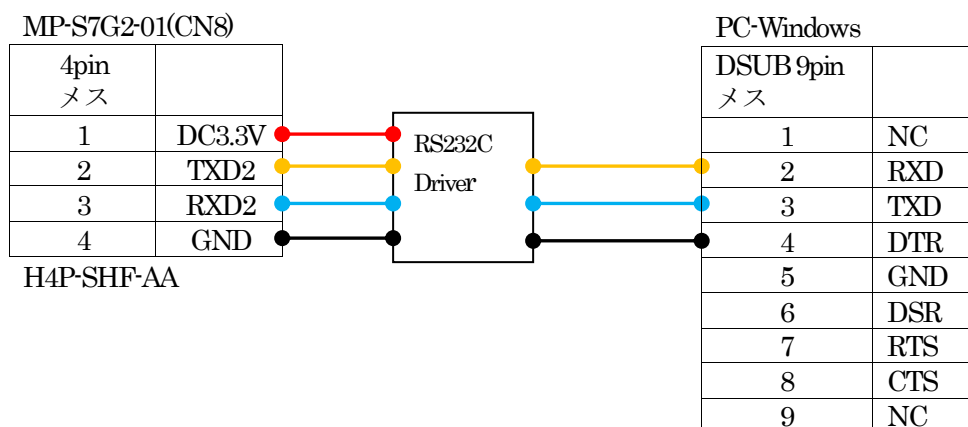 MP-S7G2-01(CN8)
4pin
メス
1 DC3.3V
2 TXD2
3 RXD2
4 GND
H4P-SHF-AA
RS232C
Driver
PC-Windows
DSUB 9pin
メス
1 NC
2 RXD
3 TXD
4 DTR
5 GND
6 DSR
7 RTS
8 CTS
9 NC